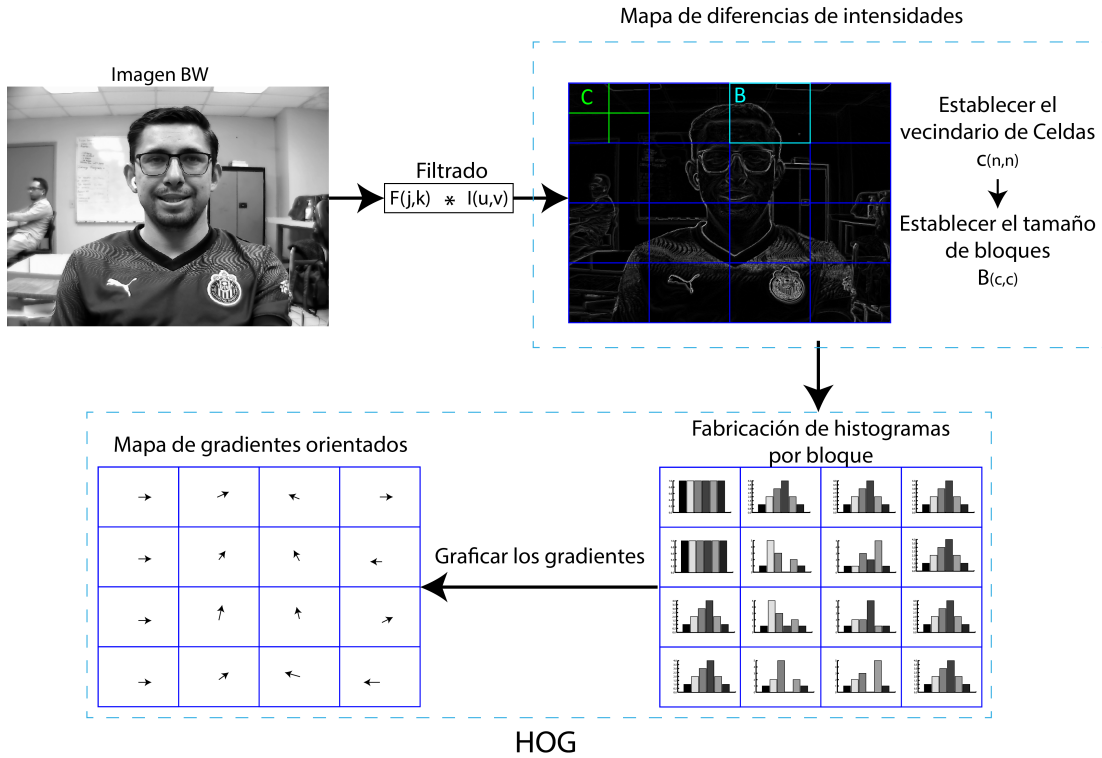 Mapa de diferencias de intensidades
Imagen BW
C
B
Establecer el
vecindario de Celdas
C(n,n)
Filtrado
F(j,k) * I(u,v)
Establecer el tamaño
de bloques
B(c,c)
Mapa de gradientes orientados
Fabricación de histogramas
por bloque
Graficar los gradientes
HOG